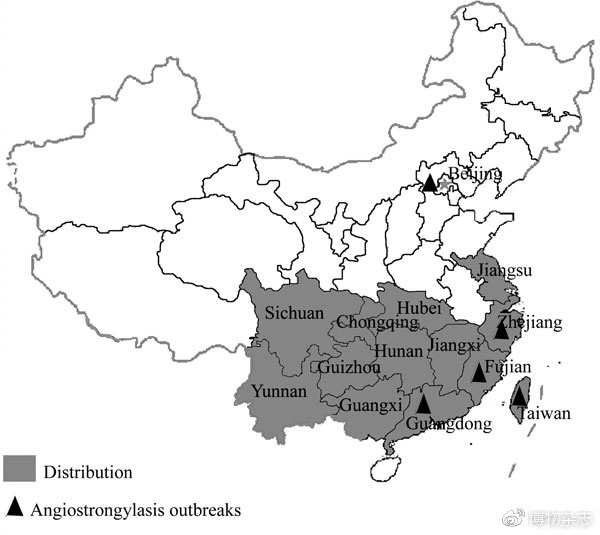 Beijing
Jiangsu
Sichuan
Hubei
Chongqing
Zhejiang
Hunan
Jiangxi
Guizhou
Fujian
Yunnan
Guangxi
Guangdong
Taiwan
Distribution
Angiostrongylasis outbreaks
博物杂志